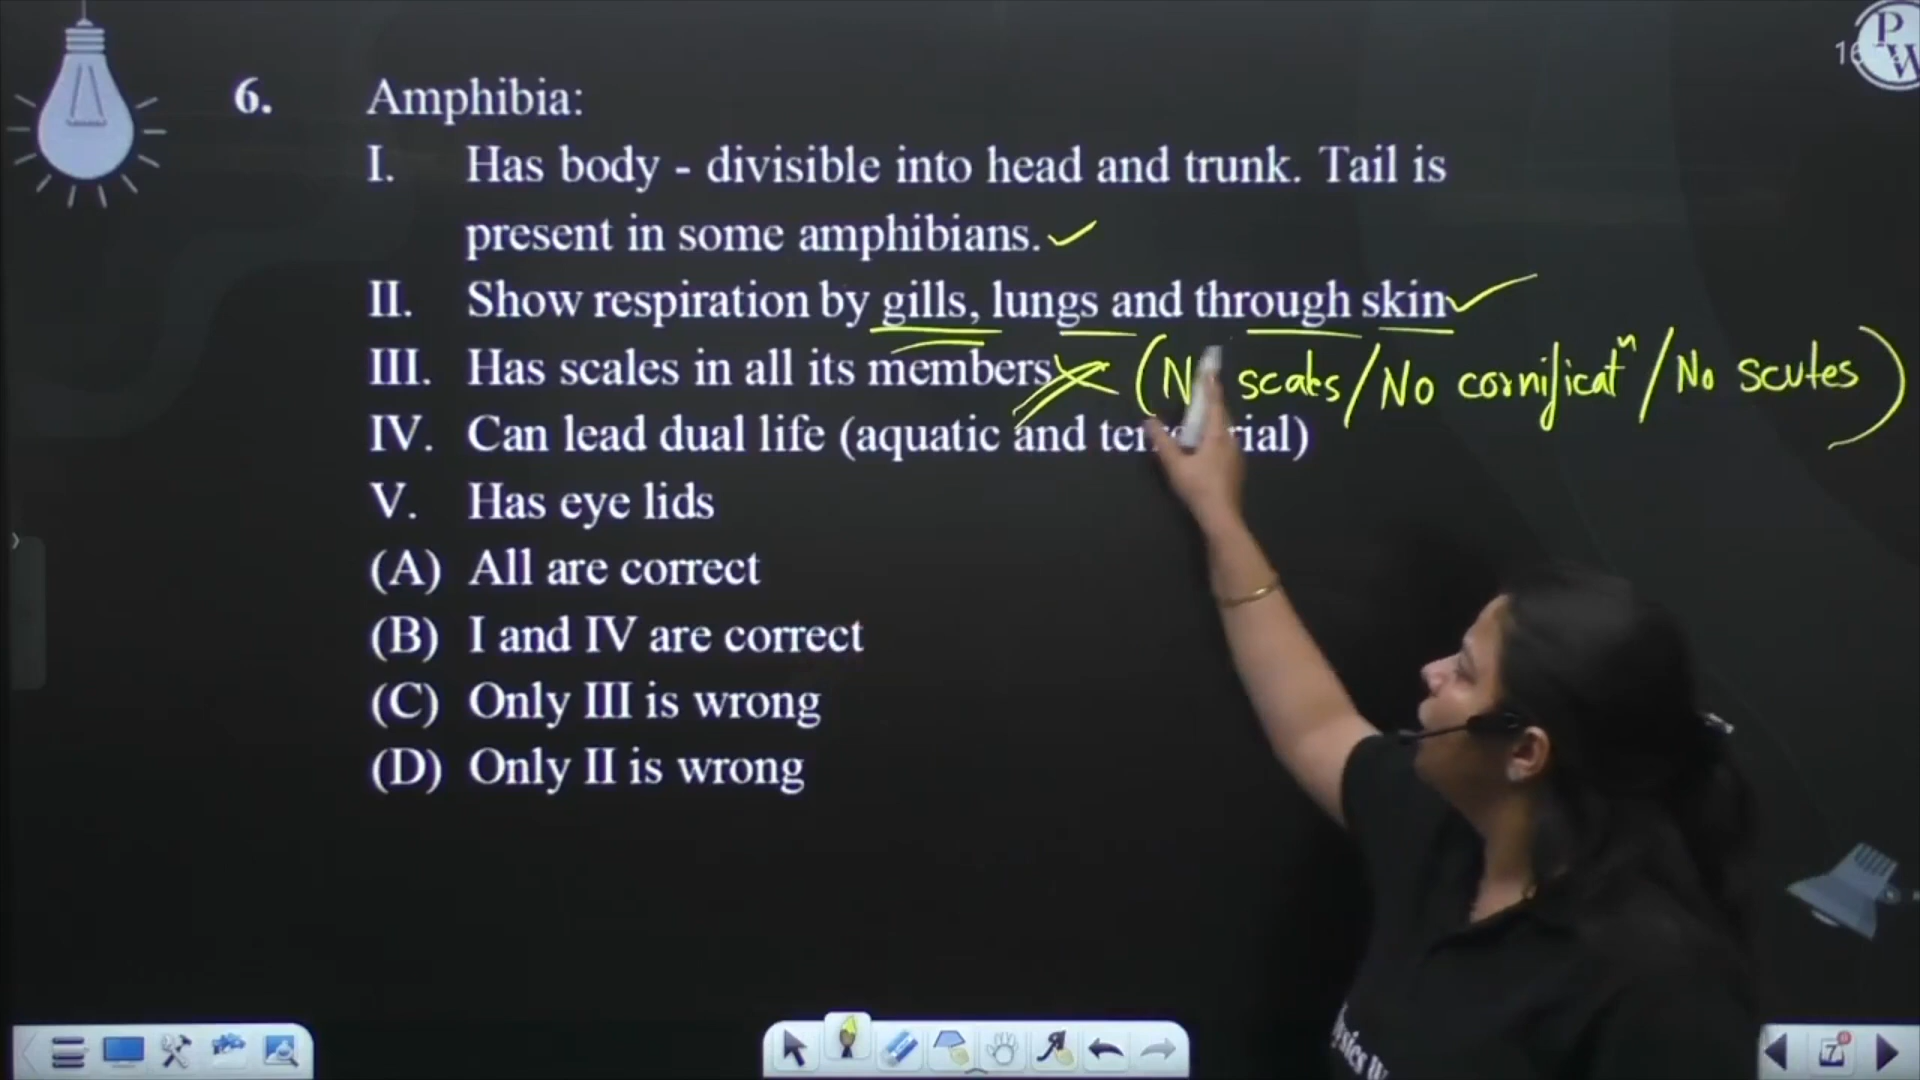 6. Amphibia:
I. Has body - divisible into head and trunk. Tail is
present in some amphibians.
II. Show respiration by gills, lungs and through skin
III. Has scales in all its members (No scales/No cornificatⁿ/No scutes)
IV. Can lead dual life (aquatic and
V. Has eye lids
(A) All are correct
(B) I and IV are correct
(C) Only III is wrong
(D) Only II is wrong
PW
7